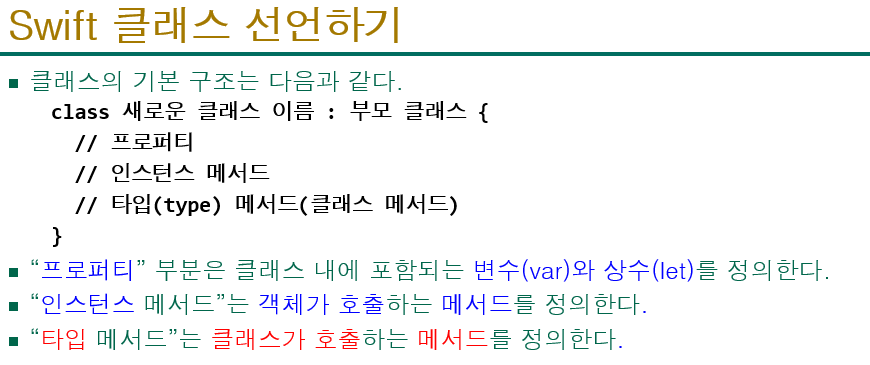 Swift 클래스 선언하기
■ 클래스의 기본 구조는 다음과 같다.
class 새로운 클래스 이름 : 부모 클래스 {
// 프로퍼티
// 인스턴스 메서드
// 타입(type) 메서드(클래스 메서드)
}
■ “프로퍼티” 부분은 클래스 내에 포함되는 변수(var)와 상수(let)를 정의한다.
■ “인스턴스 메서드”는 객체가 호출하는 메서드를 정의한다.
■ “타입 메서드”는 클래스가 호출하는 메서드를 정의한다.